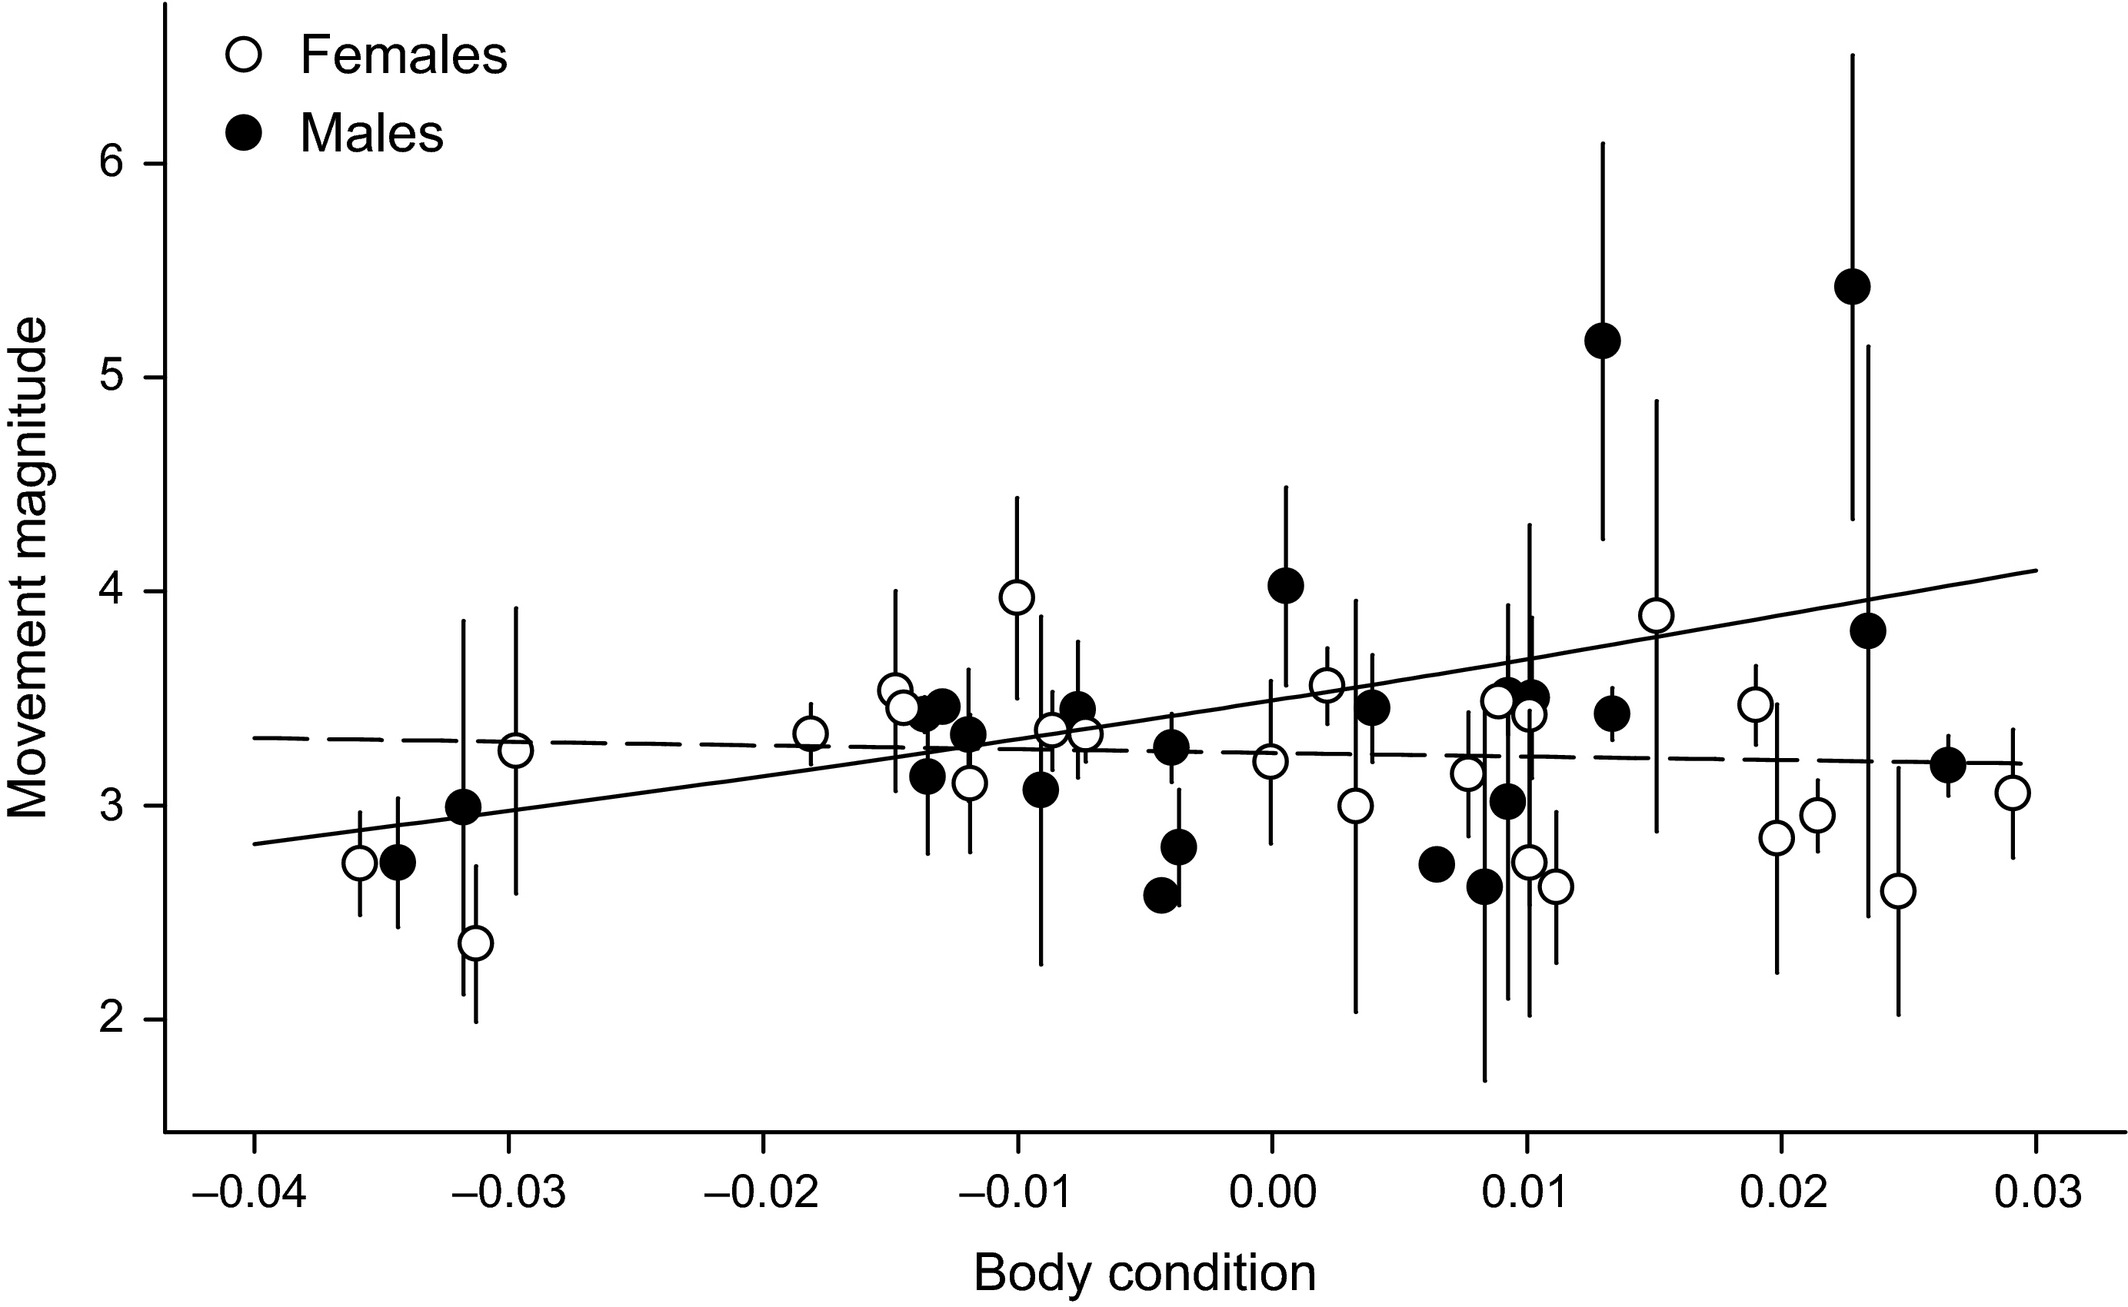 Females
Males
Movement magnitude
6
5
4
3
2
–0.04 –0.03 –0.02 –0.01 0.00 0.01 0.02 0.03
Body condition